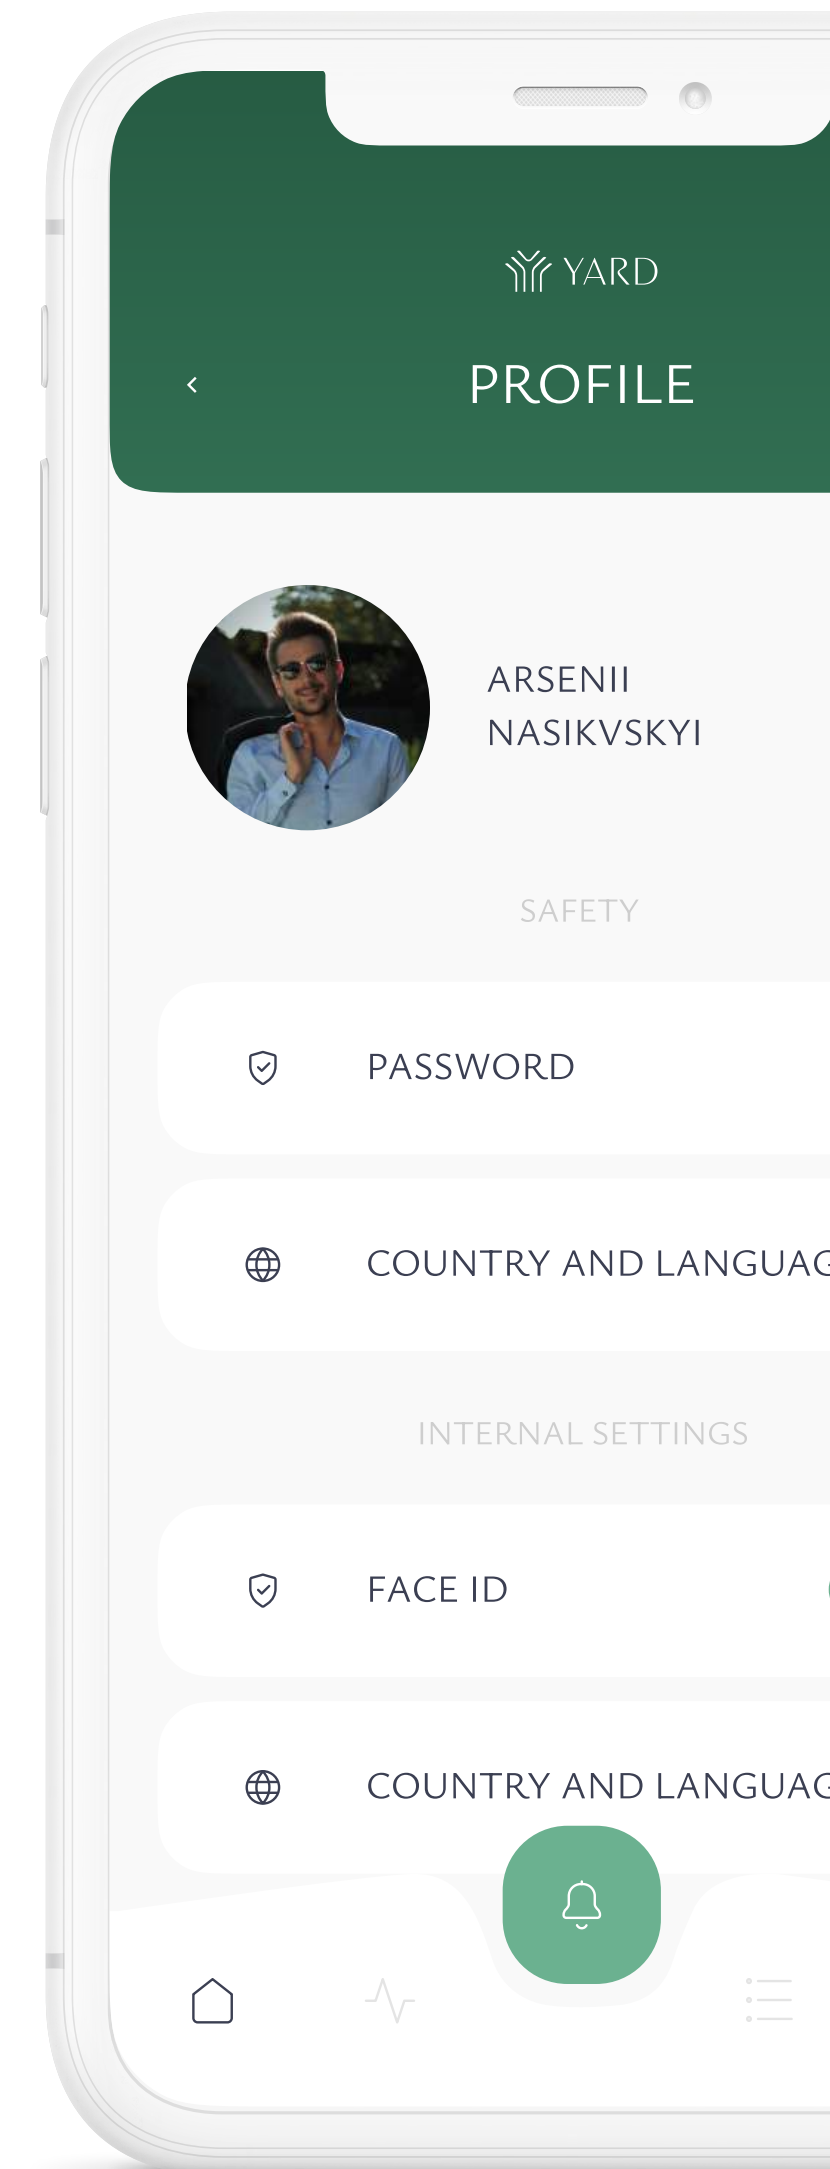 YARD
PROFILE
ARSENII
NASIKVSKYI
SAFETY
PASSWORD
COUNTRY AND LANGUAG
INTERNAL SETTINGS
FACE ID
COUNTRY AND LANGUAG